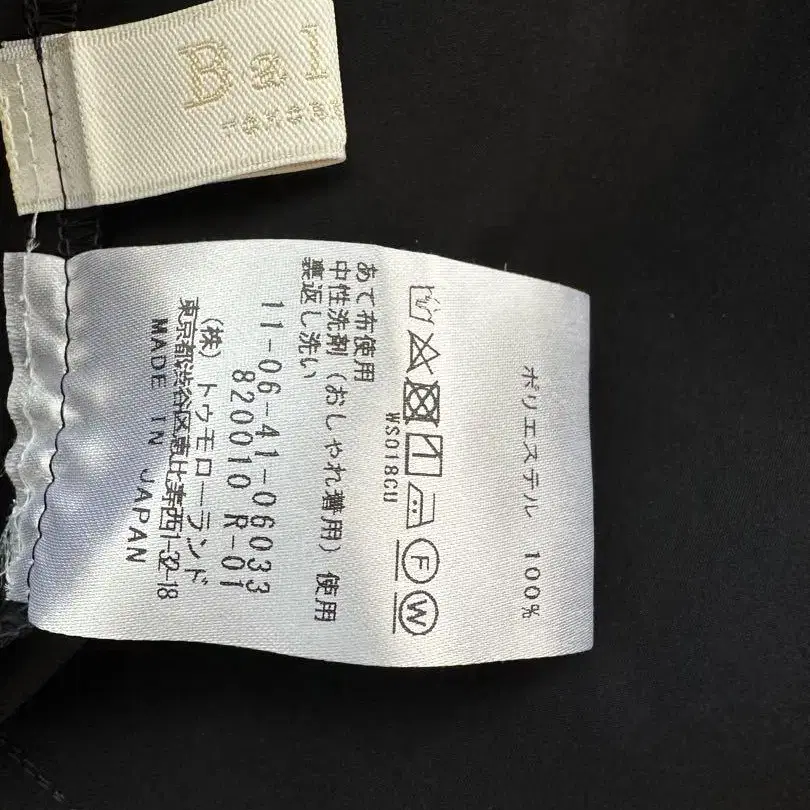 Bal
ポリエステル 100%
F W
WS018CU
あて布使用
中性洗剤（おしゃれ着用）使用
裏返し洗い
11-06-41-06033
820010 R-01
（株）トゥモローランド
東京都渋谷区恵比寿西1-32-18
MADE IN JAPAN